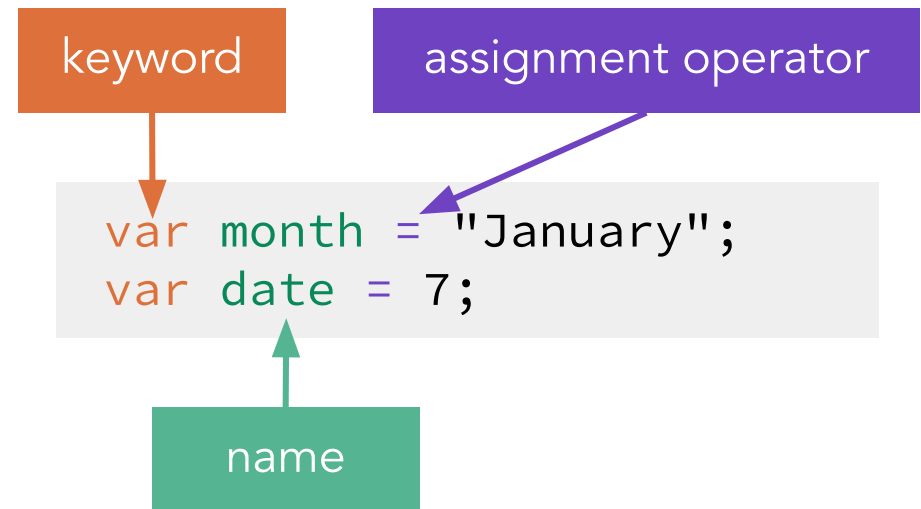 keyword
assignment operator
var month = "January";
var date = 7;
name